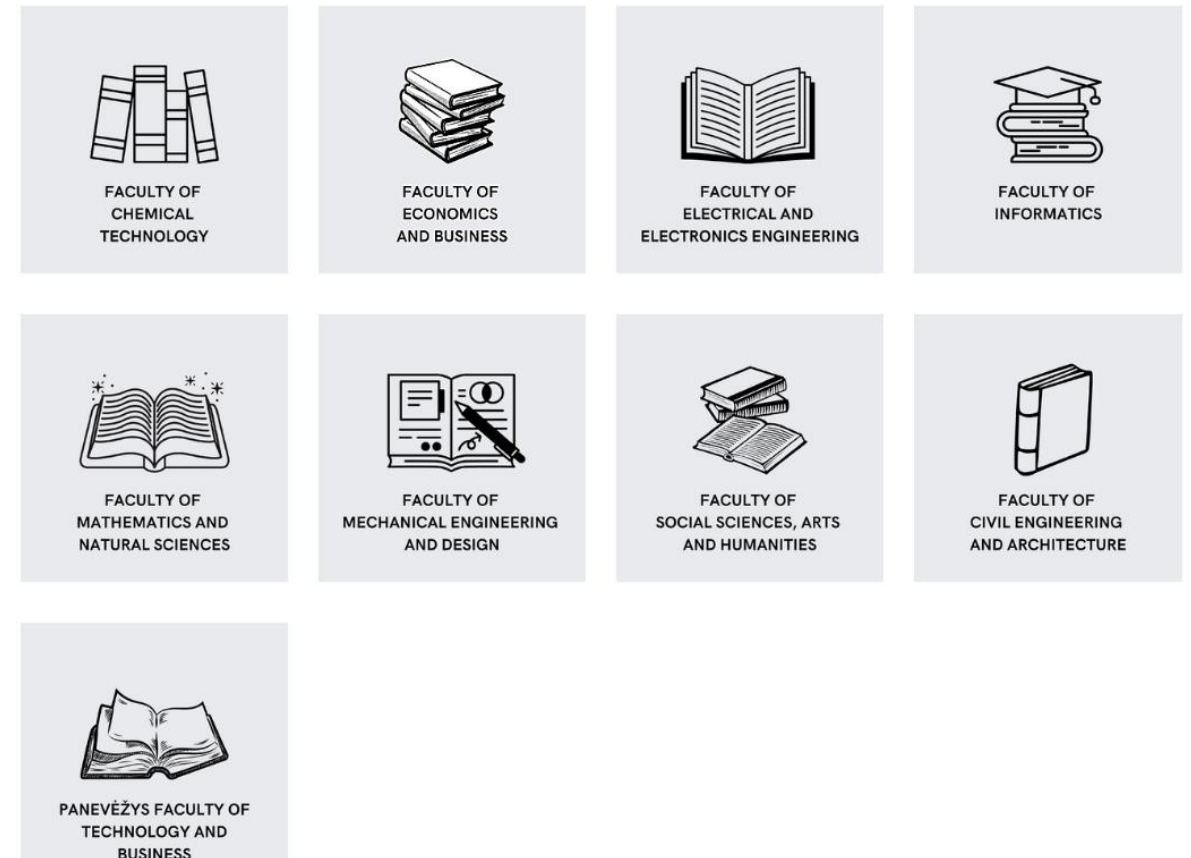 FACULTY OF
CHEMICAL
TECHNOLOGY
FACULTY OF
ECONOMICS
AND BUSINESS
FACULTY OF
ELECTRICAL AND
ELECTRONICS ENGINEERING
FACULTY OF
INFORMATICS
FACULTY OF
MATHEMATICS AND
NATURAL SCIENCES
FACULTY OF
MECHANICAL ENGINEERING
AND DESIGN
FACULTY OF
SOCIAL SCIENCES, ARTS
AND HUMANITIES
FACULTY OF
CIVIL ENGINEERING
AND ARCHITECTURE
PANEVĖŽYS FACULTY OF
TECHNOLOGY AND
BUSINESS